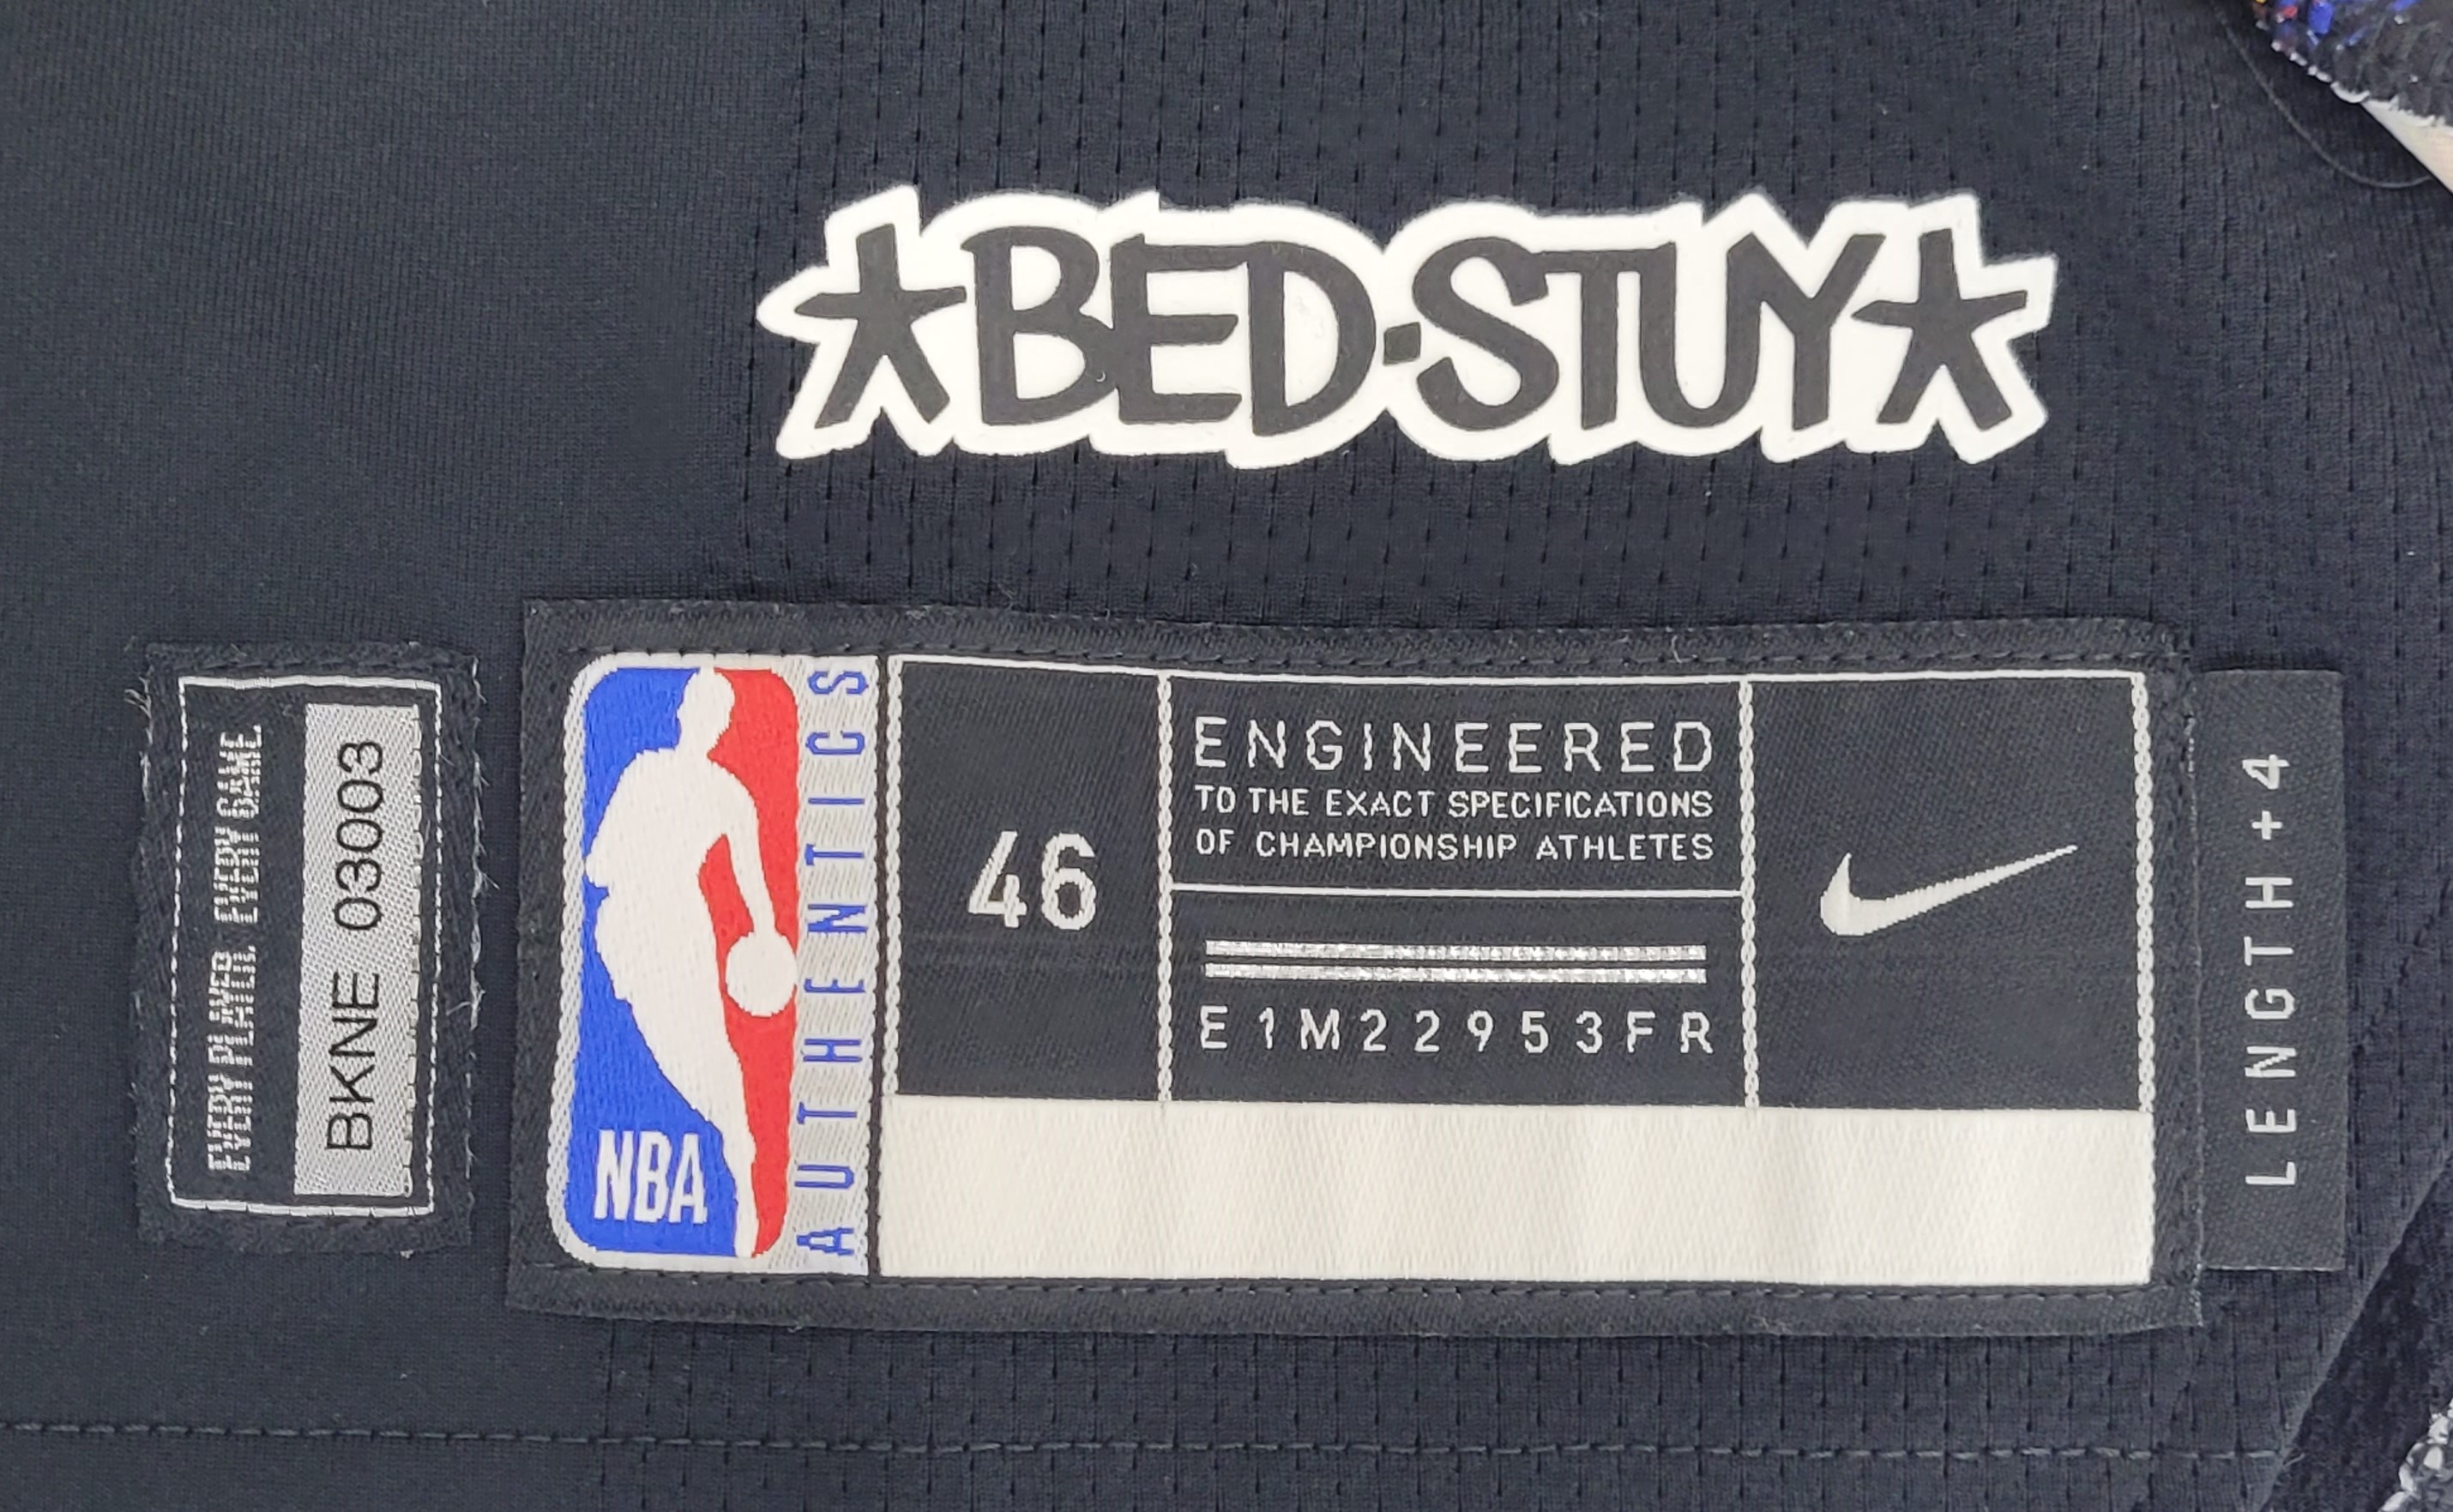 *BED-STUY*
EVERY PLAYER. EVERY GAME.
BKNE 03003
NBA
AUTHENTICS
46
ENGINEERED
TO THE EXACT SPECIFICATIONS
OF CHAMPIONSHIP ATHLETES
E1M22953FR
LENGTH+4